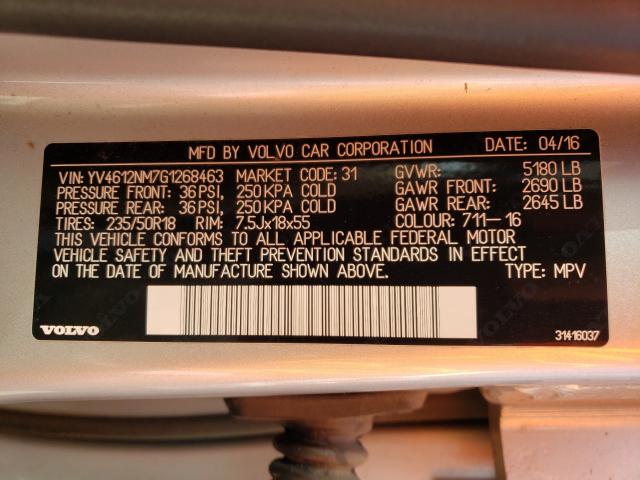 MFD BY VOLVO CAR CORPORATION DATE: 04/16
VIN: YV4612NM7G1268463 MARKET CODE: 31 GVWR: 5180 LB
PRESSURE FRONT: 36 PSI, 250 KPA COLD GAWR FRONT: 2690 LB
PRESSURE REAR: 36 PSI, 250 KPA COLD GAWR REAR: 2645 LB
TIRES: 235/50R18 RIM: 7.5Jx18x55 COLOUR: 711-16
THIS VEHICLE CONFORMS TO ALL APPLICABLE FEDERAL MOTOR
VEHICLE SAFETY AND THEFT PREVENTION STANDARDS IN EFFECT
ON THE DATE OF MANUFACTURE SHOWN ABOVE. TYPE: MPV
VOLVO 31416037